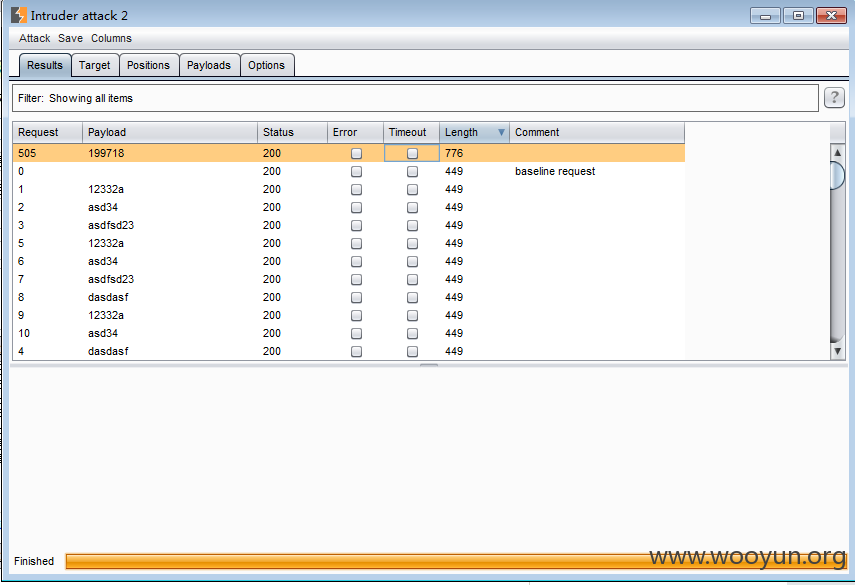 Intruder attack 2
Attack Save Columns
Results Target Positions Payloads Options
Filter: Showing all items ?
Request Payload Status Error Timeout Length Comment
505 199718 200 776
0 200 449 baseline request
1 12332a 200 449
2 asd34 200 449
3 asdfsd23 200 449
5 12332a 200 449
6 asd34 200 449
7 asdfsd23 200 449
8 dasdasf 200 449
9 12332a 200 449
10 asd34 200 449
4 dasdasf 200 449
Finished
www.wooyun.org